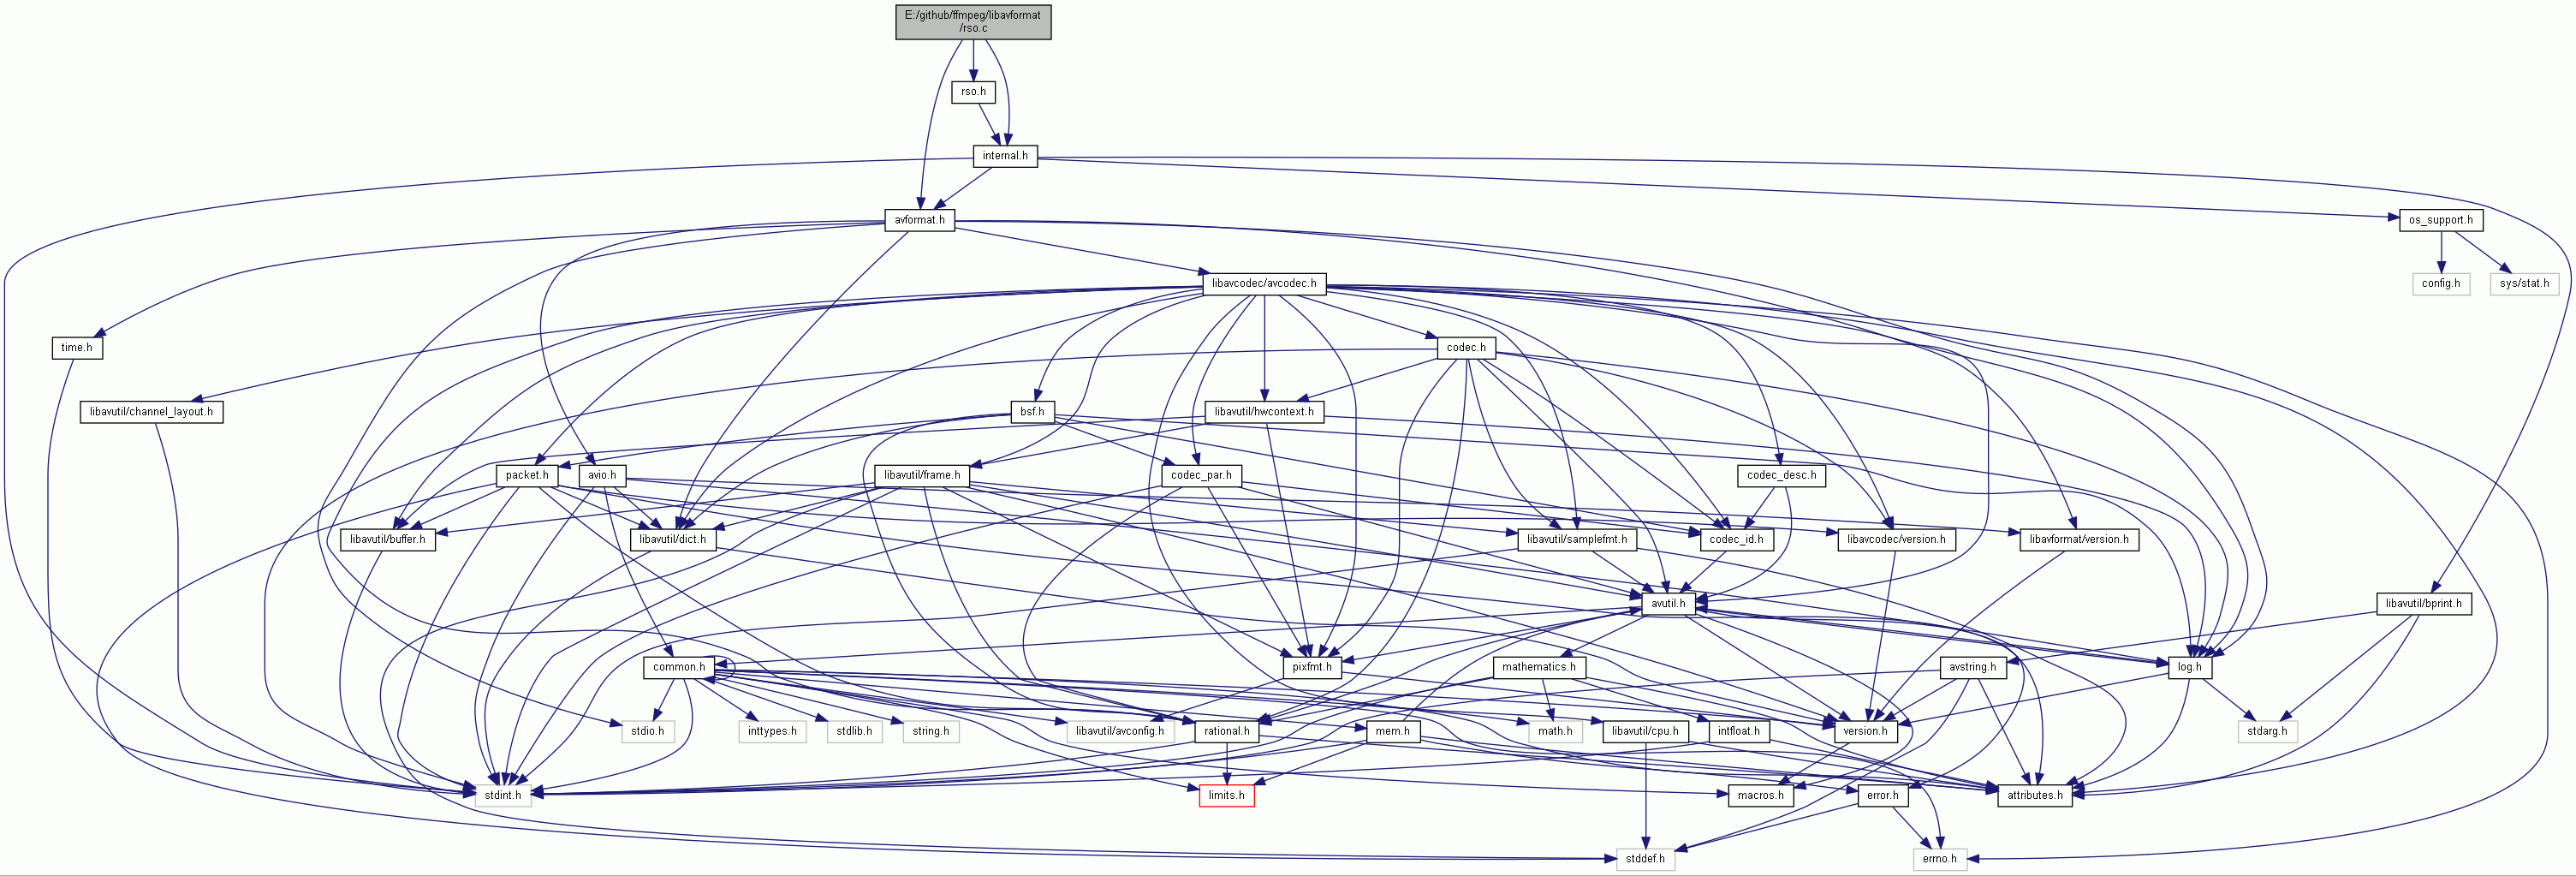 E:/github/ffmpeg/libavformat
/rso.c
rso.h
internal.h
avformat.h
os_support.h
libavcodec/avcodec.h
config.h
sys/stat.h
time.h
codec.h
libavutil/channel_layout.h
bsf.h
libavutil/hwcontext.h
packet.h
avio.h
libavutil/frame.h
codec_par.h
codec_desc.h
libavutil/buffer.h
libavutil/dict.h
libavutil/samplefmt.h
codec_id.h
libavcodec/version.h
libavformat/version.h
avutil.h
libavutil/bprint.h
common.h
pixfmt.h
mathematics.h
avstring.h
log.h
stdio.h
inttypes.h
stdlib.h
string.h
libavutil/avconfig.h
rational.h
mem.h
math.h
libavutil/cpu.h
intfloat.h
version.h
stdarg.h
stdint.h
limits.h
macros.h
error.h
attributes.h
stddef.h
errno.h